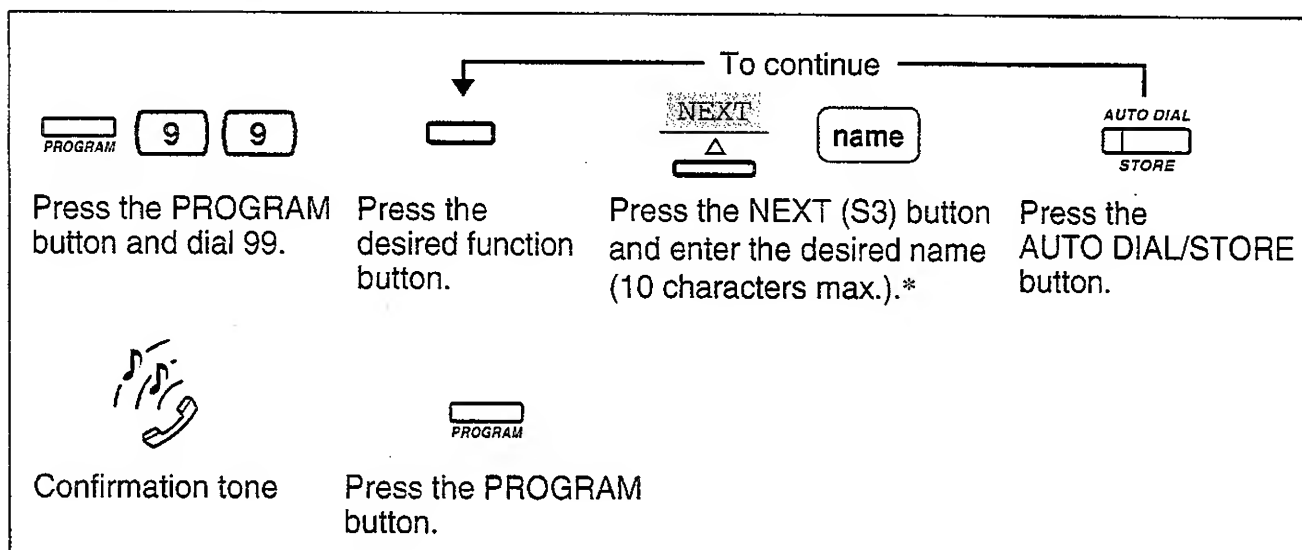 To continue
PROGRAM 9 9
NEXT
name
AUTO DIAL
STORE
Press the PROGRAM
button and dial 99.
Press the
desired function
button.
Press the NEXT (S3) button
and enter the desired name
(10 characters max.).*
Press the
AUTO DIAL/STORE
button.
Confirmation tone
PROGRAM
Press the PROGRAM
button.